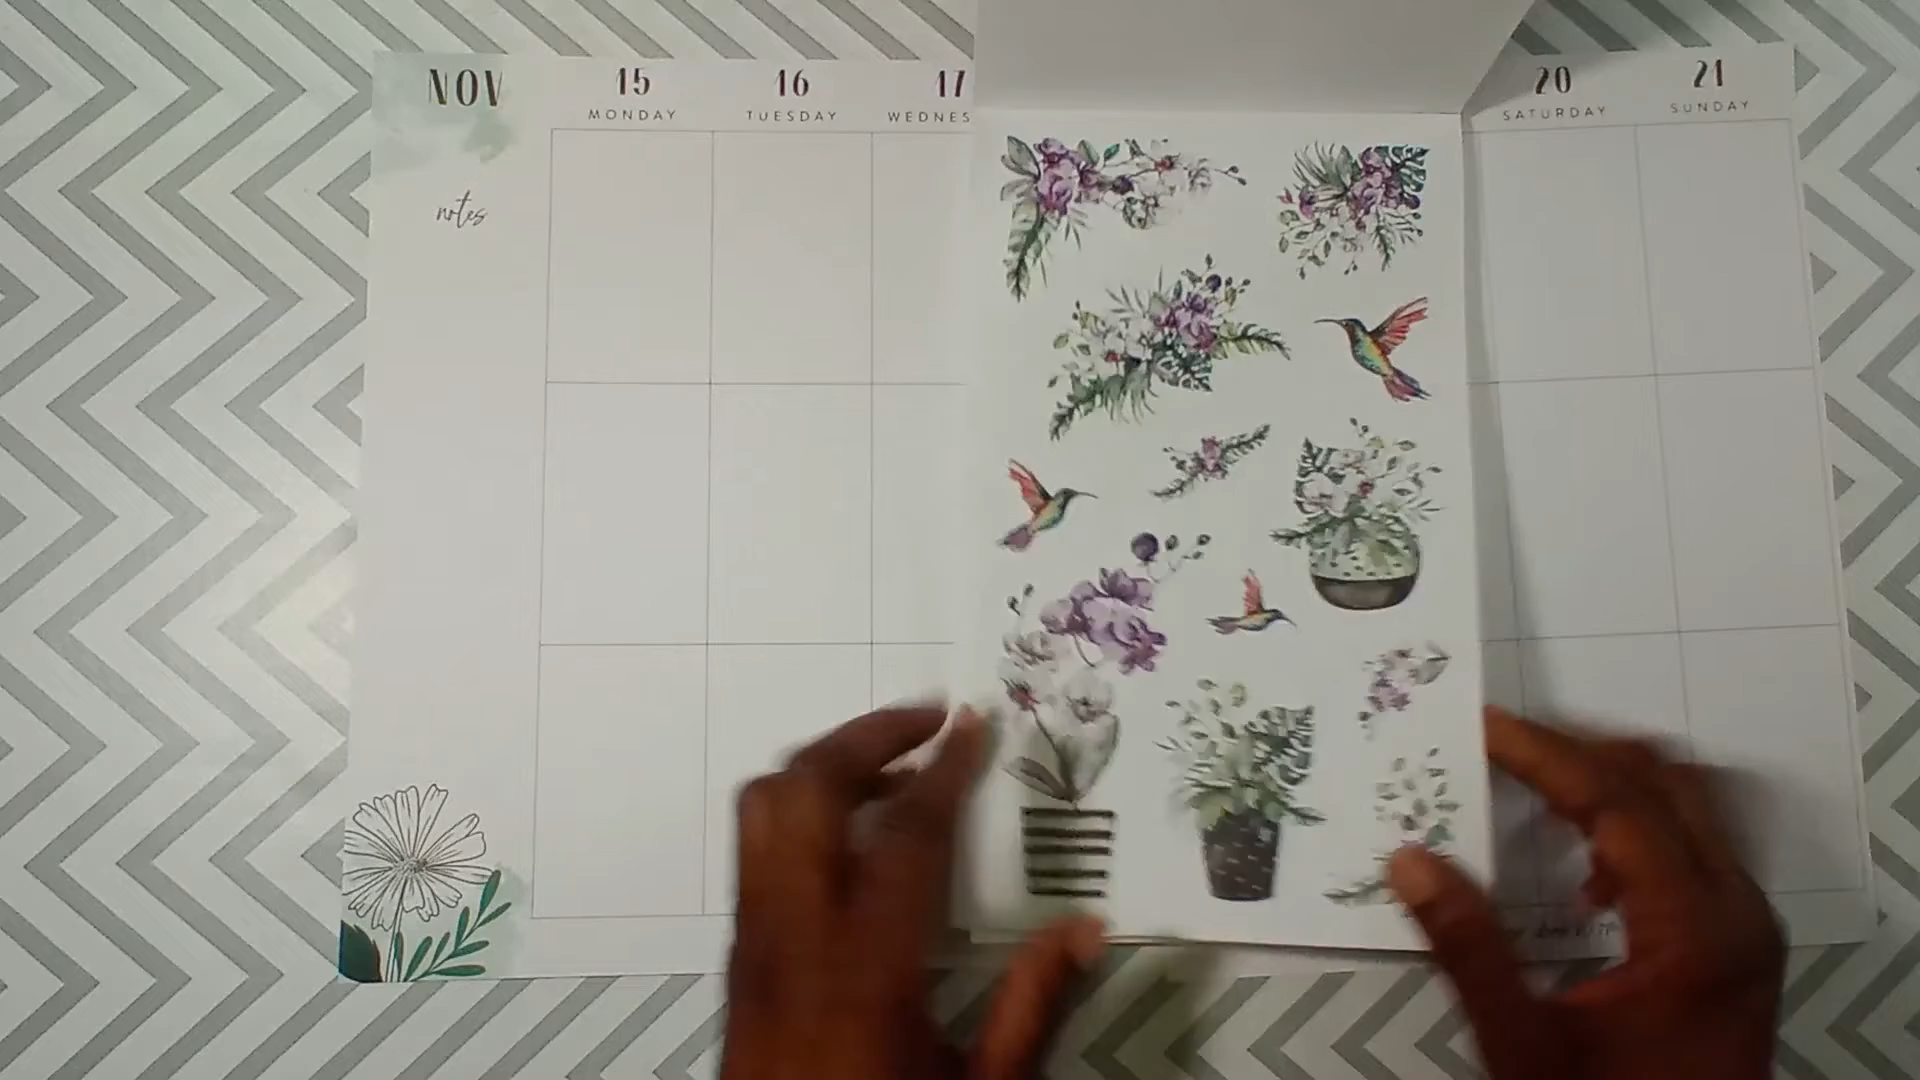 NOV
15
MONDAY
16
TUESDAY
17
WEDNES
20
SATURDAY
21
SUNDAY
notes